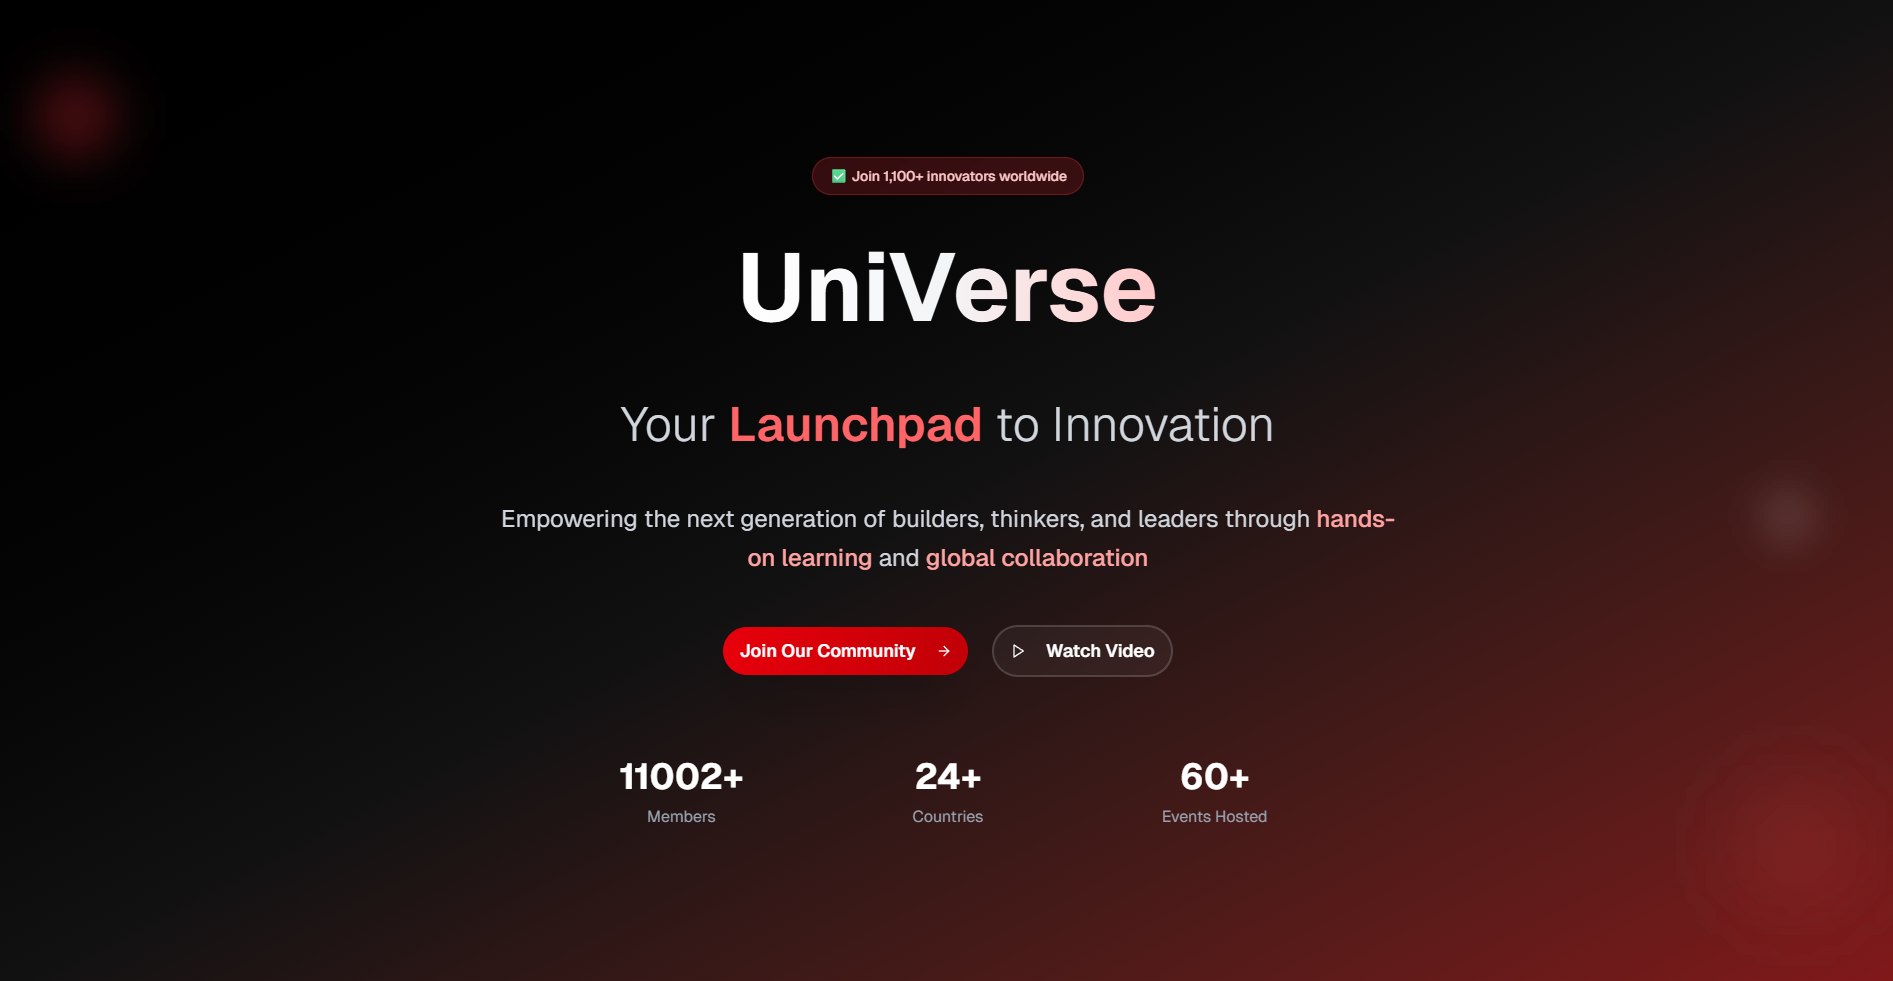 ✅ Join 1,100+ innovators worldwide
UniVerse
Your Launchpad to Innovation
Empowering the next generation of builders, thinkers, and leaders through hands-
on learning and global collaboration
Join Our Community →
Watch Video
11002+
24+
60+
Members
Countries
Events Hosted